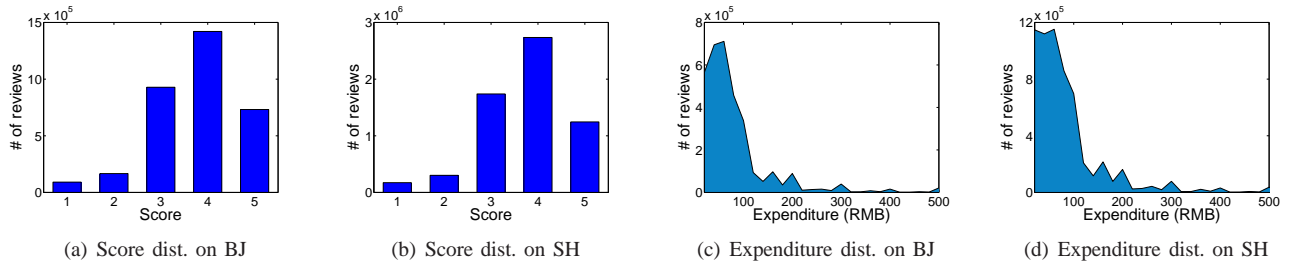 x 10^5
15
10
5
0
# of reviews
1 2 3 4 5
Score
(a) Score dist. on BJ
x 10^6
3
2
1
0
# of reviews
1 2 3 4 5
Score
(b) Score dist. on SH
x 10^5
8
6
4
2
0
# of reviews
100 200 300 400 500
Expenditure (RMB)
(c) Expenditure dist. on BJ
x 10^5
12
8
4
0
# of reviews
100 200 300 400 500
Expenditure (RMB)
(d) Expenditure dist. on SH